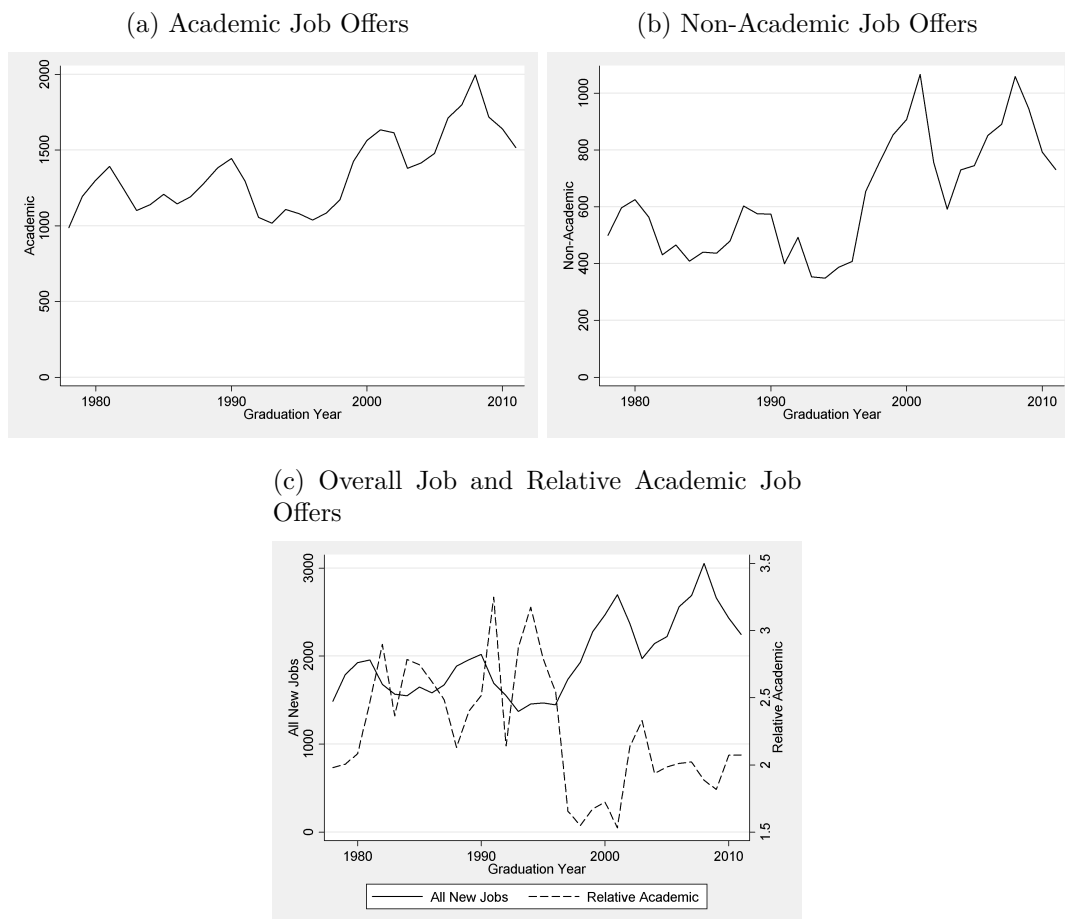 (a) Academic Job Offers
Academic
2000
1500
1000
500
0
1980 1990 2000 2010
Graduation Year
(b) Non-Academic Job Offers
Non-Academic
1000
800
600
400
200
0
1980 1990 2000 2010
Graduation Year
(c) Overall Job and Relative Academic Job
Offers
All New Jobs
3000
2000
1000
0
Relative Academic
3.5
3
2.5
2
1.5
1980 1990 2000 2010
Graduation Year
All New Jobs Relative Academic